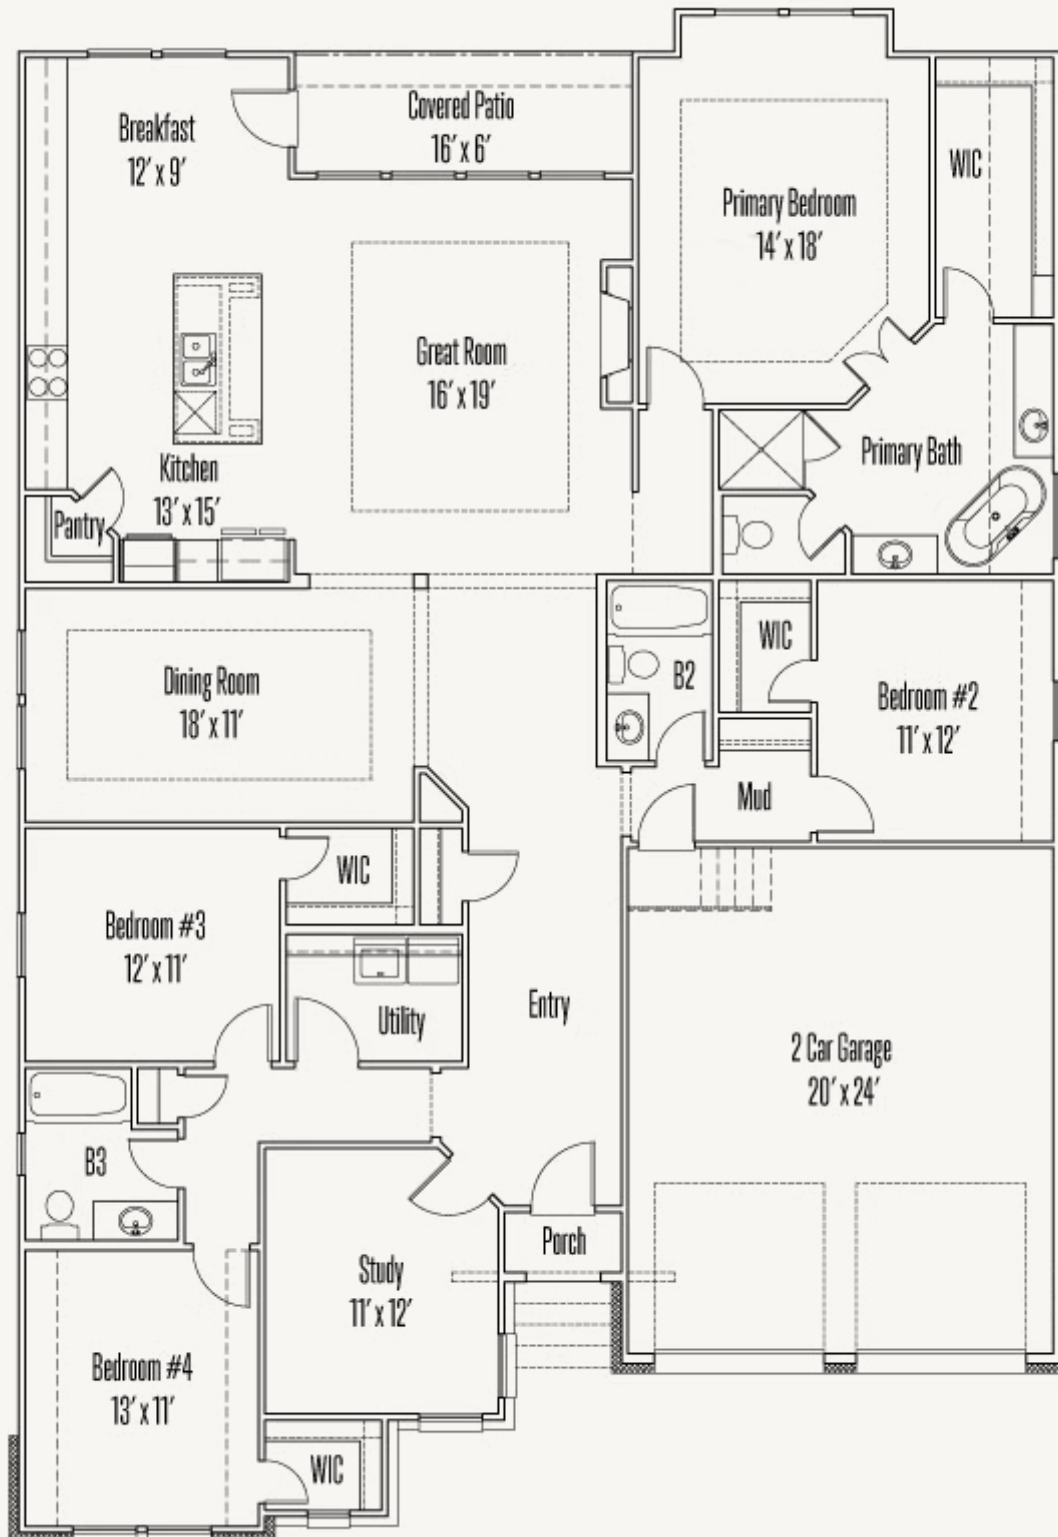 Breakfast
12' x 9'
Covered Patio
16' x 6'
Primary Bedroom
14' x 18'
WIC
Great Room
16' x 19'
Kitchen
13' x 15'
Pantry
Primary Bath
Dining Room
18' x 11'
B2
WIC
Bedroom #2
11' x 12'
Mud
Bedroom #3
12' x 11'
WIC
Utility
Entry
2 Car Garage
20' x 24'
B3
Porch
Study
11' x 12'
Bedroom #4
13' x 11'
WIC